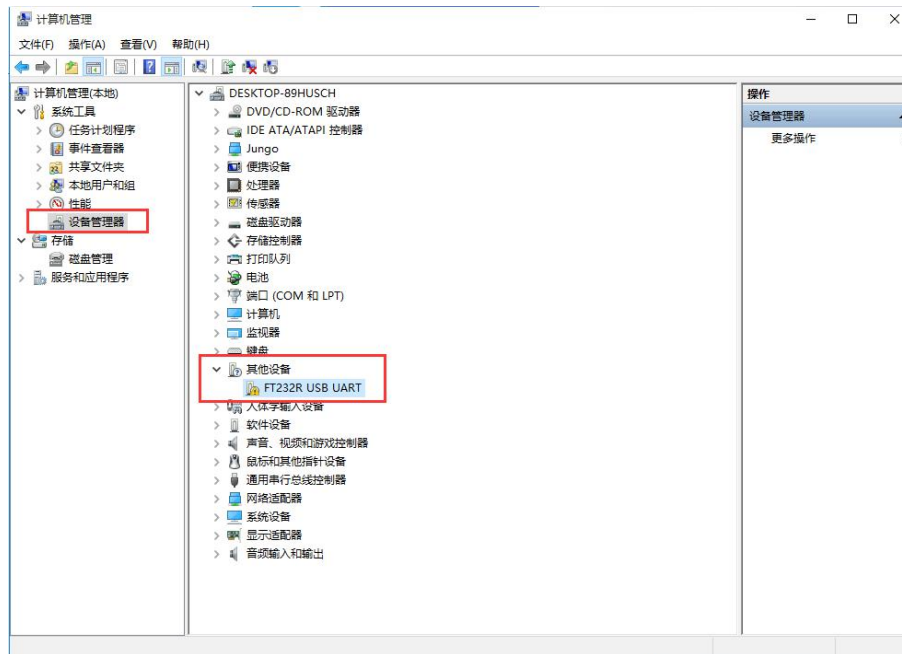 计算机管理
文件(F) 操作(A) 查看(V) 帮助(H)
计算机管理(本地)
系统工具
任务计划程序
事件查看器
共享文件夹
本地用户和组
性能
设备管理器
存储
磁盘管理
服务和应用程序
DESKTOP-89HUSCH
DVD/CD-ROM 驱动器
IDE ATA/ATAPI 控制器
Jungo
便携设备
处理器
传感器
磁盘驱动器
存储控制器
打印队列
电池
端口 (COM 和 LPT)
计算机
监视器
键盘
其他设备
FT232R USB UART
人体学输入设备
软件设备
声音、视频和游戏控制器
鼠标和其他指针设备
通用串行总线控制器
网络适配器
系统设备
显示适配器
音频输入和输出
操作
设备管理器
更多操作